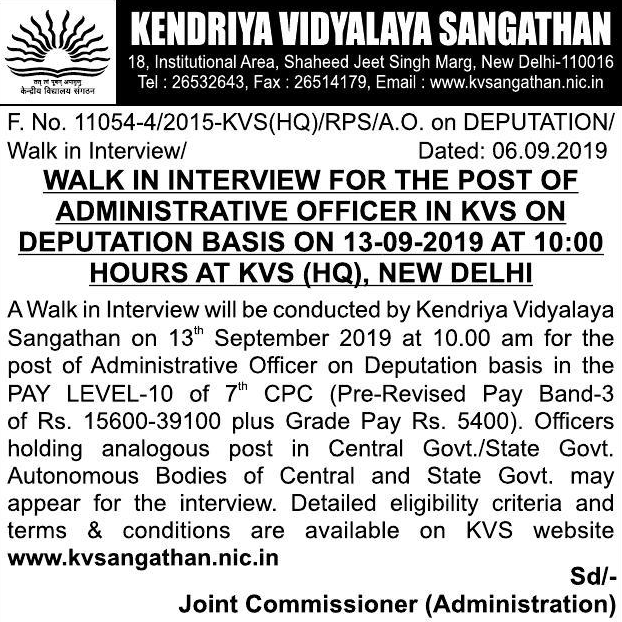 KENDRIYA VIDYALAYA SANGATHAN
18, Institutional Area, Shaheed Jeet Singh Marg, New Delhi-110016
Tel : 26532643, Fax : 26514179, Email : www.kvsangathan.nic.in
तत् त्वं पूषन् अपावृणु
केन्द्रीय विद्यालय संगठन
F. No. 11054-4/2015-KVS(HQ)/RPS/A.O. on DEPUTATION/
Walk in Interview/ Dated: 06.09.2019
WALK IN INTERVIEW FOR THE POST OF
ADMINISTRATIVE OFFICER IN KVS ON
DEPUTATION BASIS ON 13-09-2019 AT 10:00
HOURS AT KVS (HQ), NEW DELHI
A Walk in Interview will be conducted by Kendriya Vidyalaya
Sangathan on 13th September 2019 at 10.00 am for the
post of Administrative Officer on Deputation basis in the
PAY LEVEL-10 of 7th CPC (Pre-Revised Pay Band-3
of Rs. 15600-39100 plus Grade Pay Rs. 5400). Officers
holding analogous post in Central Govt./State Govt.
Autonomous Bodies of Central and State Govt. may
appear for the interview. Detailed eligibility criteria and
terms & conditions are available on KVS website
www.kvsangathan.nic.in
Sd/-
Joint Commissioner (Administration)